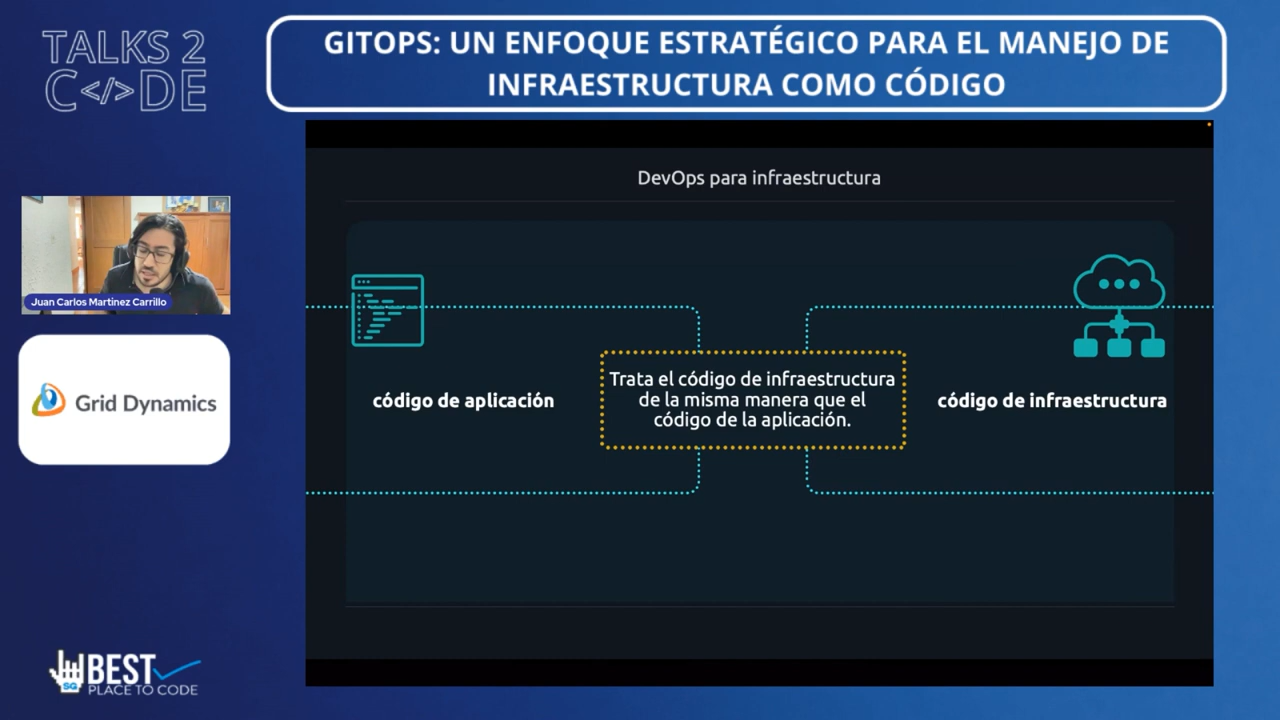 TALKS 2
C</>DE
GITOPS: UN ENFOQUE ESTRATÉGICO PARA EL MANEJO DE
INFRAESTRUCTURA COMO CÓDIGO
DevOps para infraestructura
Juan Carlos Martinez Carrillo
Grid Dynamics
código de aplicación
Trata el código de infraestructura
de la misma manera que el
código de la aplicación.
código de infraestructura
SG
BEST
PLACE TO CODE